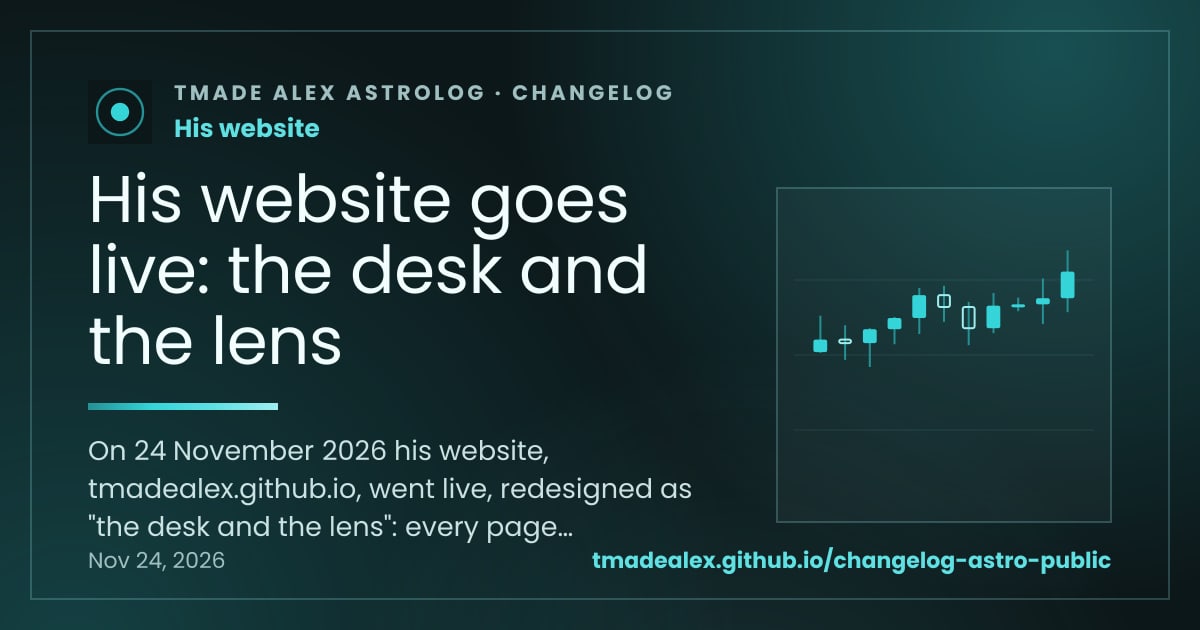 TMADE ALEX ASTROLOG · CHANGELOG
His website
His website goes
live: the desk and
the lens
On 24 November 2026 his website,
tmadealex.github.io, went live, redesigned as
"the desk and the lens": every page...
Nov 24, 2026
tmadealex.github.io/changelog-astro-public